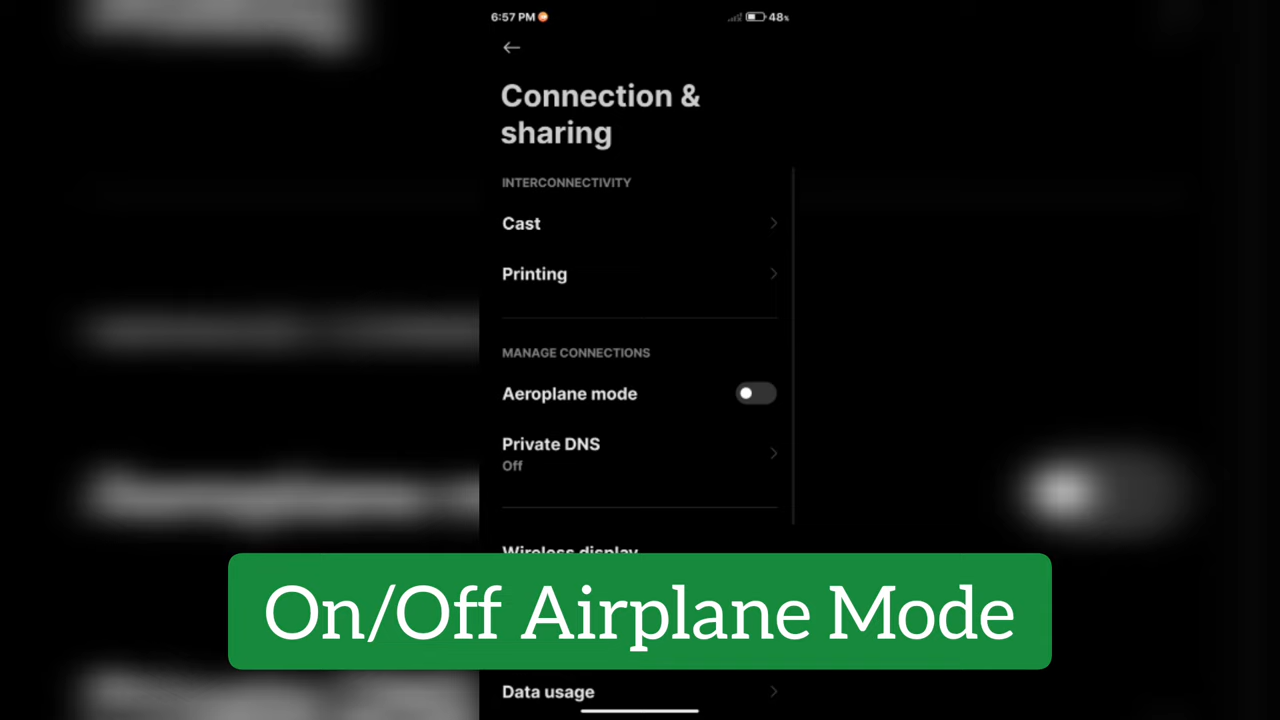 6:57 PM 48%
Connection &
sharing
INTERCONNECTIVITY
Cast
Printing
MANAGE CONNECTIONS
Aeroplane mode
Private DNS
Off
Wireless display
On/Off Airplane Mode
Data usage